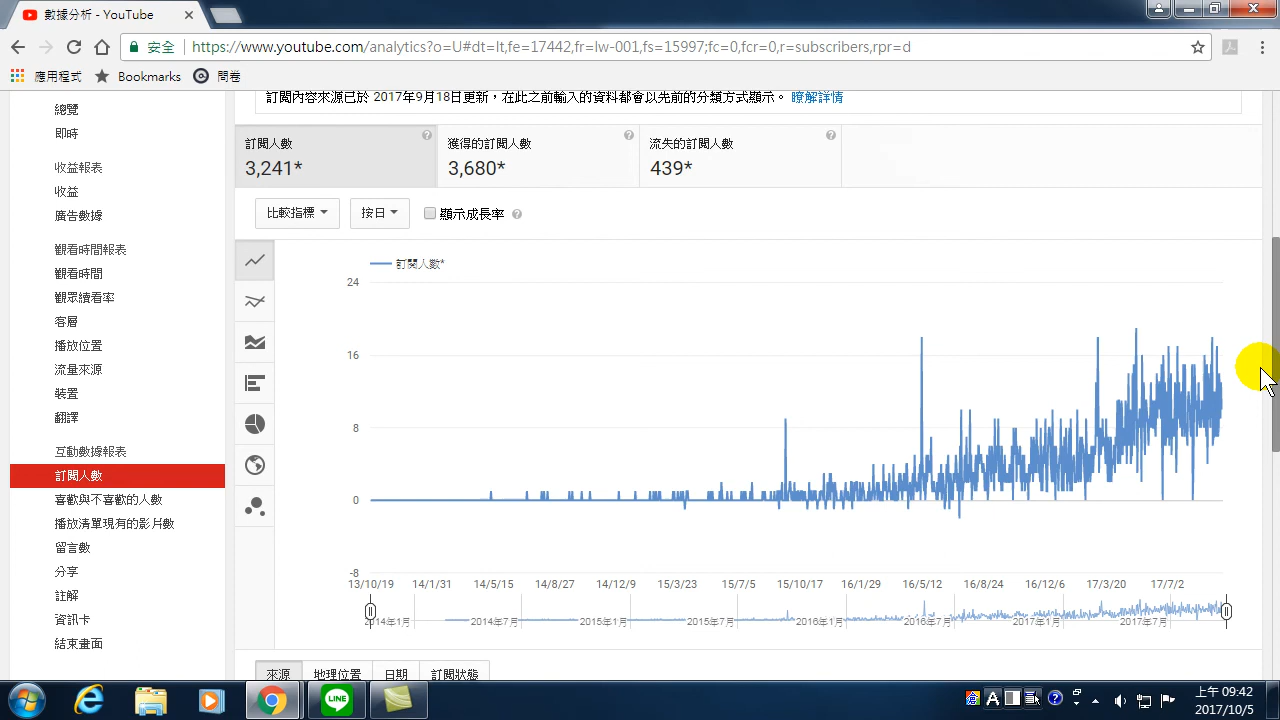 數據分析 - YouTube
安全 https://www.youtube.com/analytics?o=U#dt=lt,fe=17442,fr=lw-001,fs=15997;fc=0,fcr=0,r=subscribers,rpr=d
應用程式 Bookmarks 問卷
訂閱內容來源已於 2017年9月18日更新，在此之前輸入的資料都會以先前的分類方式顯示。 瞭解詳情
總覽
即時
收益報表
收益
廣告數據
觀看時間報表
觀看時間
觀眾續看率
客層
播放位置
流量來源
裝置
翻譯
互動數據報表
訂閱人數
喜歡與不喜歡的人數
播放清單現有的影片數
留言數
分享
註解
資訊卡
結束畫面
訂閱人數 ? 獲得的訂閱人數 ? 流失的訂閱人數 ?
3,241* 3,680* 439*
比較指標 按日 顯示成長率 ?
訂閱人數*
24
16
8
0
-8
13/10/19 14/1/31 14/5/15 14/8/27 14/12/9 15/3/23 15/7/5 15/10/17 16/1/29 16/5/12 16/8/24 16/12/6 17/3/20 17/7/2
2014年1月 2014年7月 2015年1月 2015年7月 2016年1月 2016年7月 2017年1月 2017年7月
來源 地理位置 日期 訂閱狀態
LINE
A
上午 09:42
2017/10/5